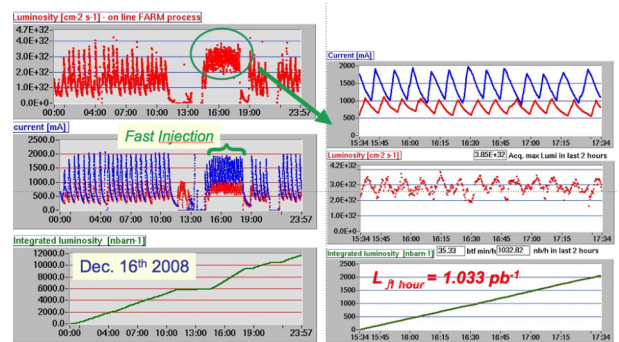 Luminosity [cm-2 s-1] - on line FARM process
4.7E+32
4.0E+32
3.0E+32
2.0E+32
1.0E+32
0.0E+0
00:00 04:00 07:00 10:00 13:00 16:00 19:00 23:57
current [mA]
Fast Injection
2500.0
2000.0
1500.0
1000.0
500.0
0.0
00:00 04:00 07:00 10:00 13:00 16:00 19:00 23:57
Integrated luminosity [nbarn-1]
12000.0
10000.0
8000.0
6000.0
4000.0
2000.0
0.0
Dec. 16th 2008
00:00 04:00 07:00 10:00 13:00 16:00 19:00 23:57
Current [mA]
2000
1500
1000
500
0
15:34 15:45 16:00 16:15 16:30 16:45 17:00 17:15 17:34
Luminosity [cm-2 s-1] 3.85E+32 Acq. max Lumi in last 2 hours
4.2E+32
3.0E+32
2.0E+32
1.0E+32
0.0E+0
15:34 15:45 16:00 16:15 16:30 16:45 17:00 17:15 17:34
Integrated luminosity [nbarn-1] 35.33 btf min/h 1032.82 nb/h in last 2 hours
2500
2000
1500
1000
500
0
L ∫1 hour = 1.033 pb-1
15:34 15:45 16:00 16:15 16:30 16:45 17:00 17:15 17:34